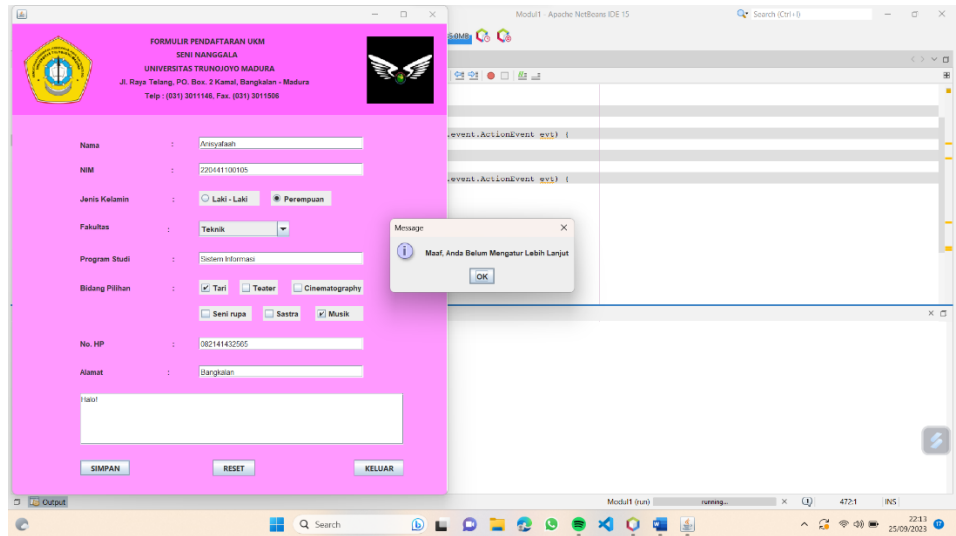 Modul1 - Apache NetBeans IDE 15
Search (Ctrl+I)
FORMULIR PENDAFTARAN UKM
SENI NANGGALA
UNIVERSITAS TRUNOJOYO MADURA
Jl. Raya Telang, PO. Box. 2 Kamal, Bangkalan - Madura
Telp : (031) 3011146, Fax. (031) 3011506
.event.ActionEvent evt) {
.event.ActionEvent evt) {
Nama : Anisyafaah
NIM : 220441100105
Jenis Kelamin : Laki - Laki Perempuan
Fakultas : Teknik
Program Studi : Sistem Informasi
Bidang Pilihan : Tari Teater Cinematography
Seni rupa Sastra Musik
No. HP : 082141432565
Alamat : Bangkalan
Halo!
SIMPAN RESET KELUAR
Message
Maaf, Anda Belum Mengatur Lebih Lanjut
OK
Output
Modul1 (run) running... 472:1 INS
Search
22:13
25/09/2023